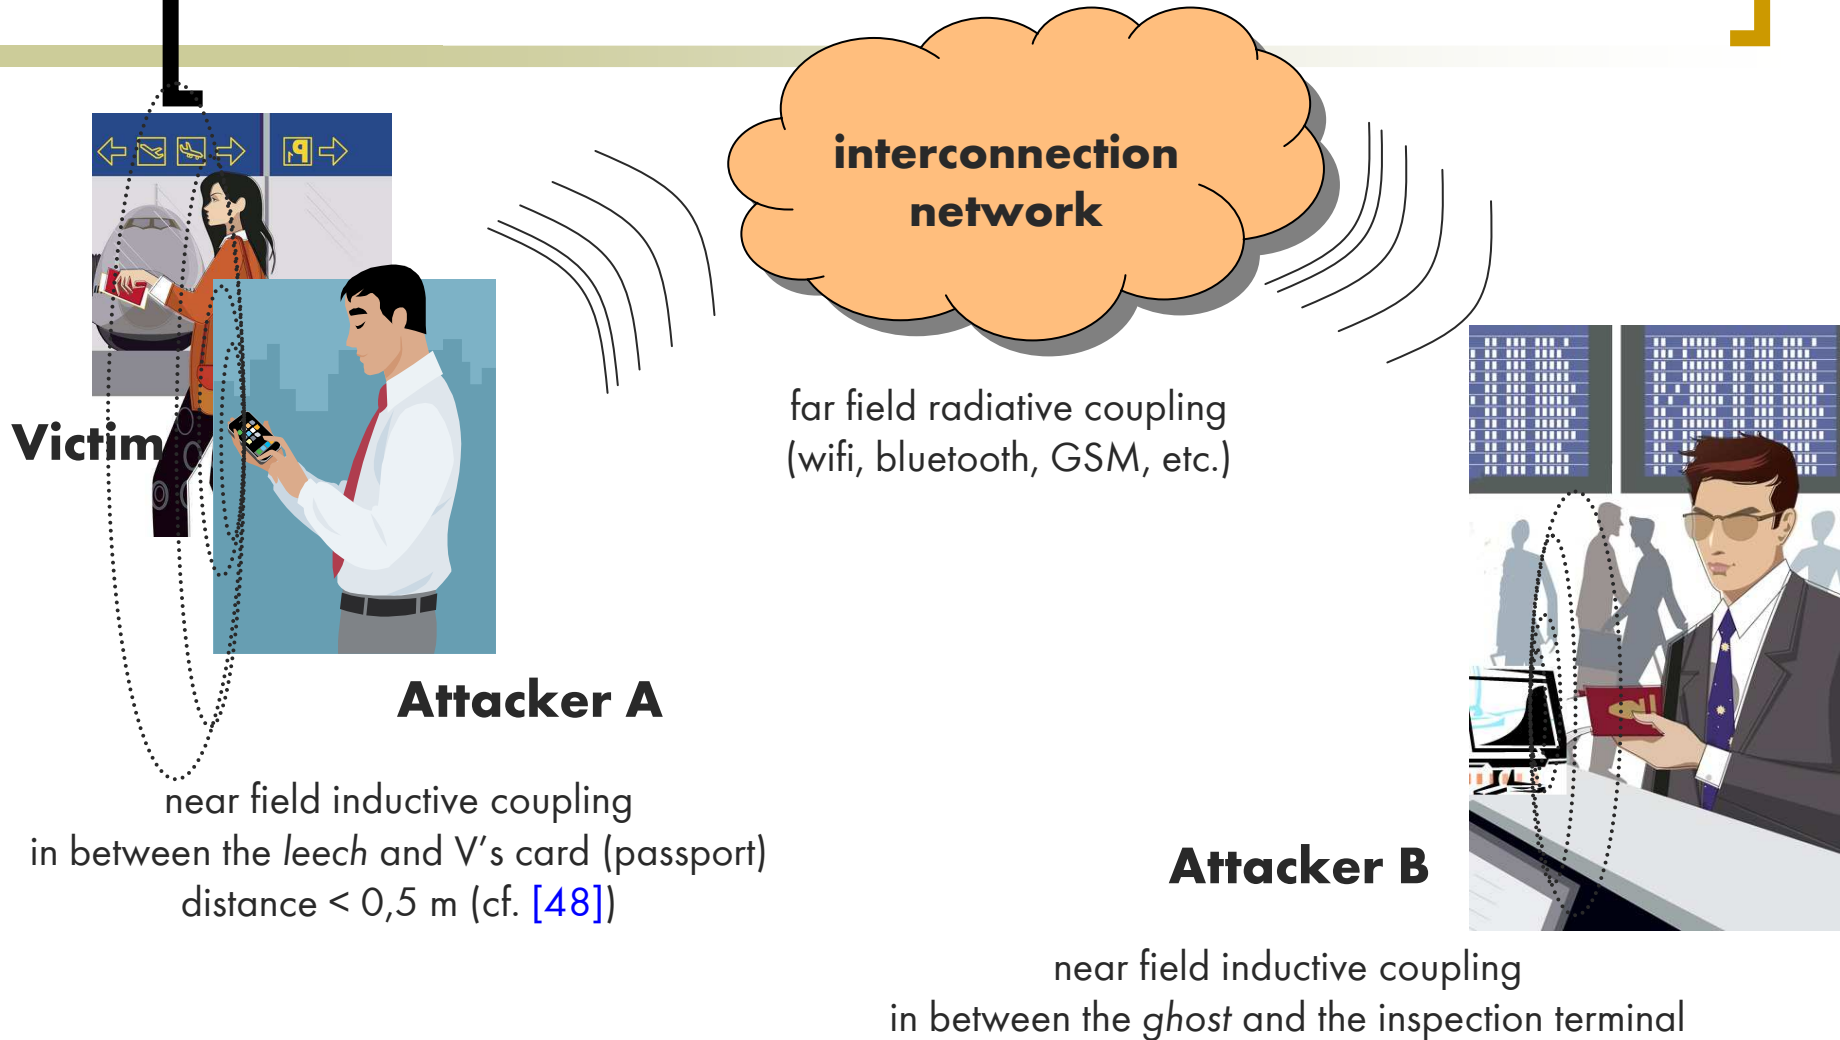 interconnection
network
far field radiative coupling
(wifi, bluetooth, GSM, etc.)
Victim
Attacker A
near field inductive coupling
in between the leech and V's card (passport)
distance < 0,5 m (cf. [48])
Attacker B
near field inductive coupling
in between the ghost and the inspection terminal